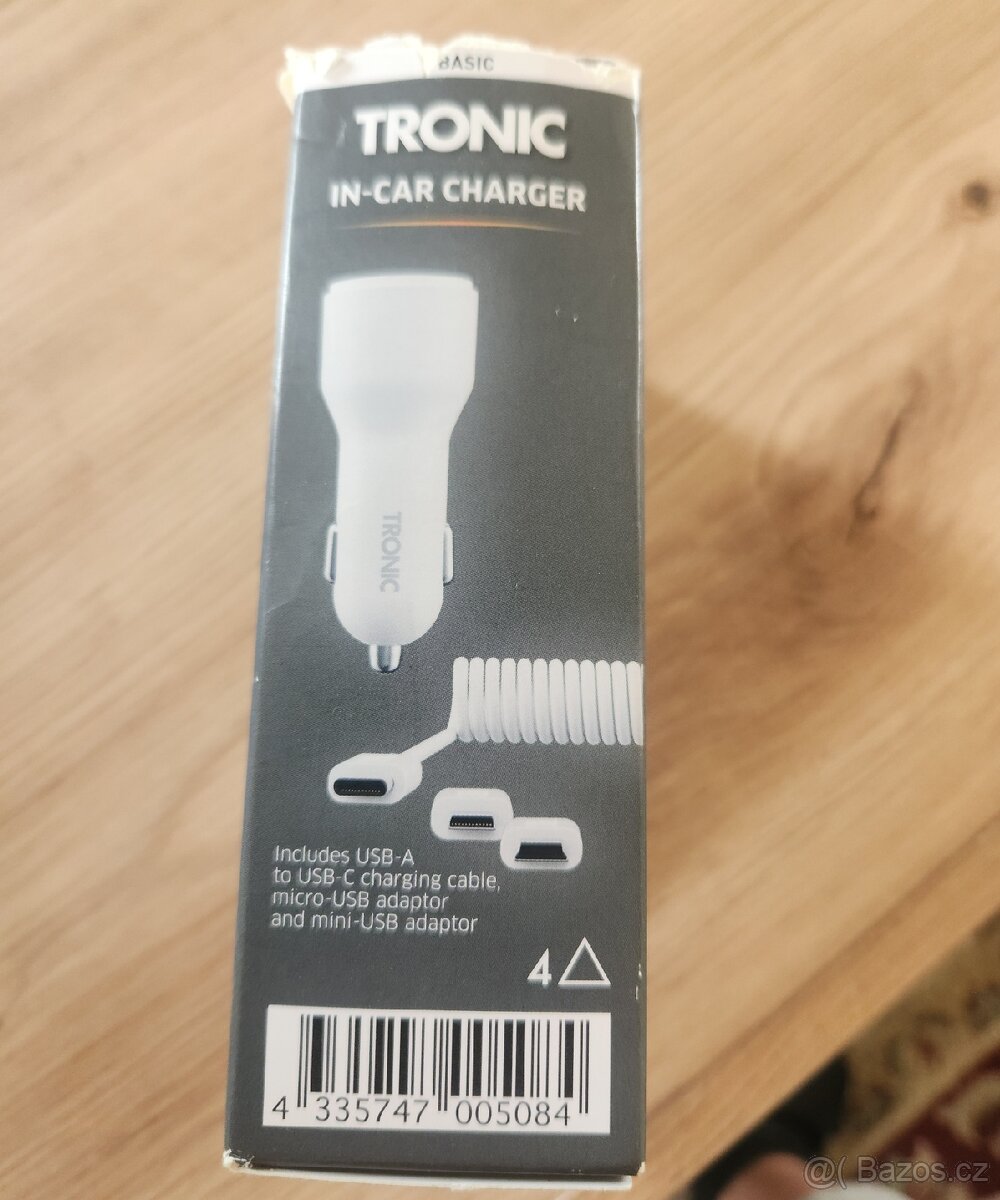 BASIC
TRONIC
IN-CAR CHARGER
TRONIC
Includes USB-A
to USB-C charging cable,
micro-USB adaptor
and mini-USB adaptor
4
4 335747 005084
@( Bazos.cz